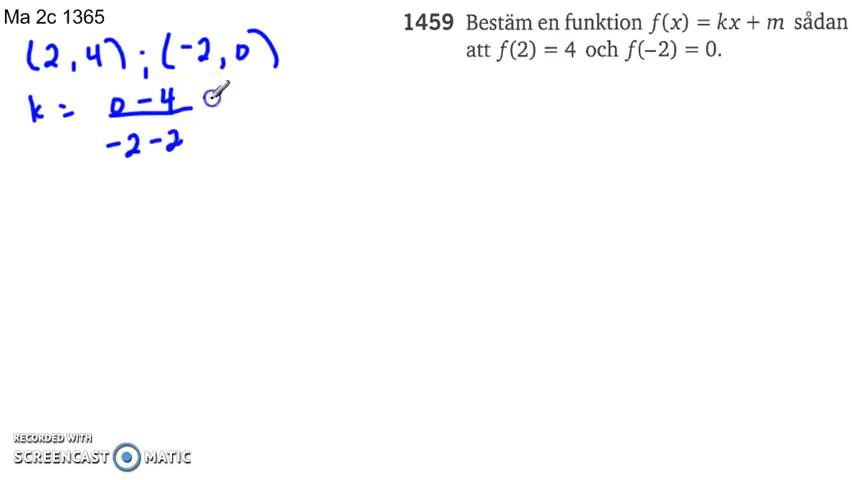 Ma 2c 1365
(2,4) ; (-2,0)
k = 0-4
-2-2
1459 Bestäm en funktion f(x) = kx + m sådan
att f(2) = 4 och f(−2) = 0.
RECORDED WITH
SCREENCAST MATIC